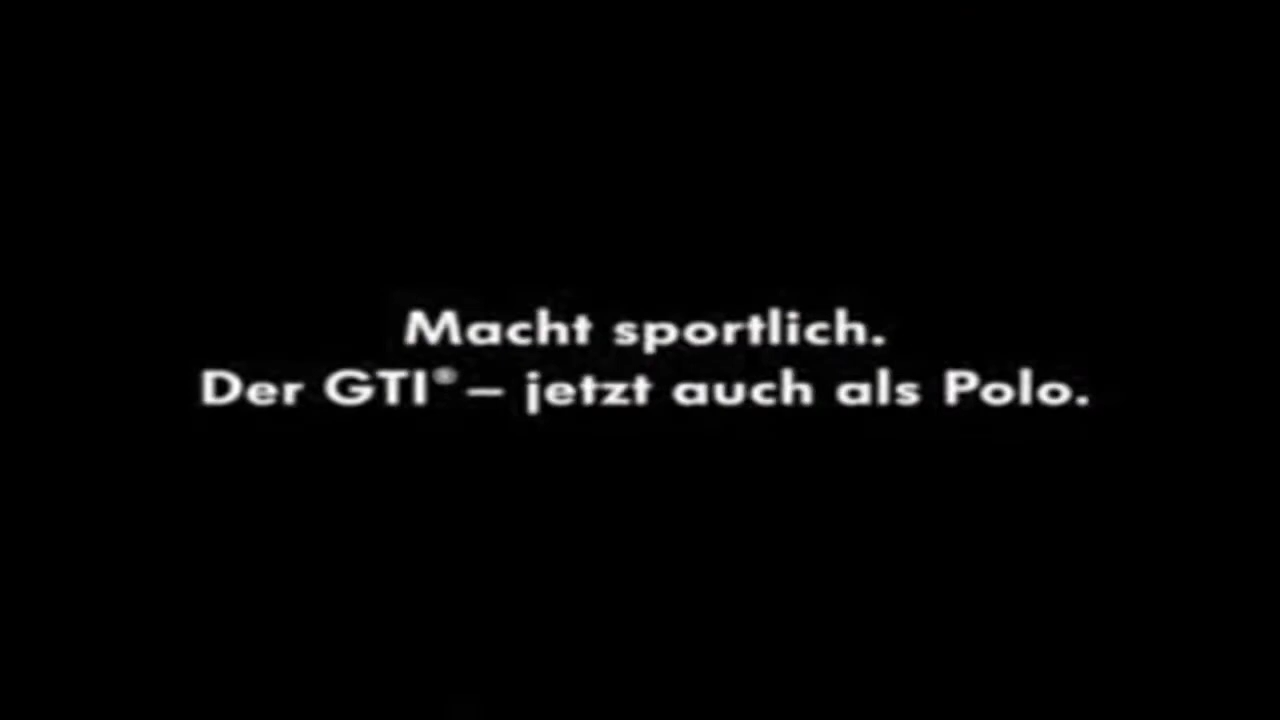 Macht sportlich.
Der GTI® – jetzt auch als Polo.